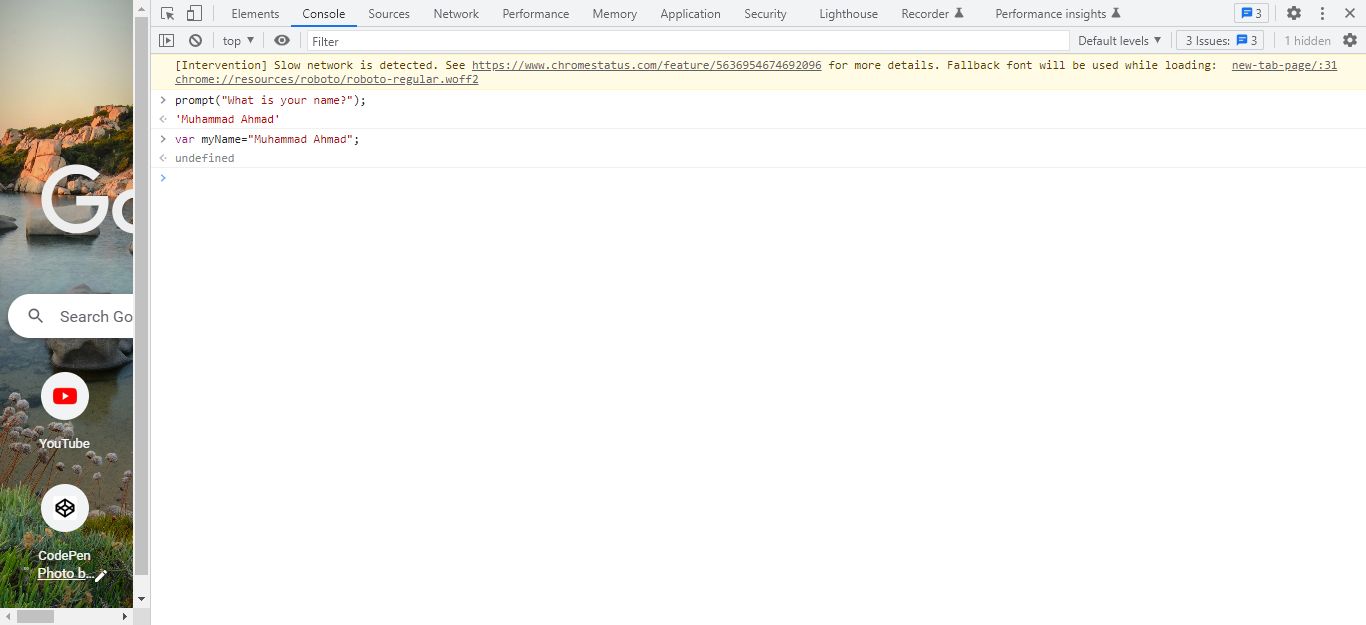 Elements Console Sources Network Performance Memory Application Security Lighthouse Recorder Performance insights 3
top Filter Default levels 3 Issues: 3 1 hidden
[Intervention] Slow network is detected. See https://www.chromestatus.com/feature/5636954674692096 for more details. Fallback font will be used while loading: new-tab-page/:31
chrome://resources/roboto/roboto-regular.woff2
> prompt("What is your name?");
'Muhammad Ahmad'
> var myName="Muhammad Ahmad";
undefined
>
Go
Search Go
YouTube
CodePen
Photo b...